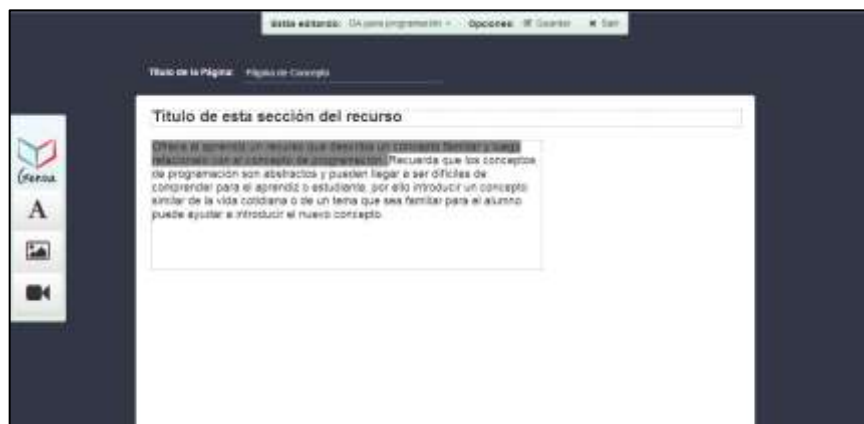 Estás editando: OA para programación Opciones: Guardar Salir
Título de la Página: Página de Concepto
Titulo de esta sección del recurso
Genoa
Ofrece al aprendiz un recurso que describa un concepto familiar y luego
relacionelo con el concepto de programación. Recuerda que los conceptos
de programación son abstractos y pueden llegar a ser difíciles de
comprender para el aprendiz o estudiante, por ello introducir un concepto
similar de la vida cotidiana o de un tema que sea familiar para el alumno
puede ayudar a introducir el nuevo concepto.
A